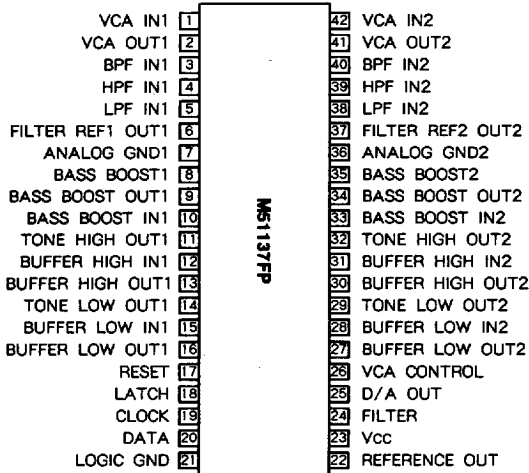 VCA IN1 1
VCA OUT1 2
BPF IN1 3
HPF IN1 4
LPF IN1 5
FILTER REF1 OUT1 6
ANALOG GND1 7
BASS BOOST1 8
BASS BOOST OUT1 9
BASS BOOST IN1 10
TONE HIGH OUT1 11
BUFFER HIGH IN1 12
BUFFER HIGH OUT1 13
TONE LOW OUT1 14
BUFFER LOW IN1 15
BUFFER LOW OUT1 16
RESET 17
LATCH 18
CLOCK 19
DATA 20
LOGIC GND 21
M51137FP
42 VCA IN2
41 VCA OUT2
40 BPF IN2
39 HPF IN2
38 LPF IN2
37 FILTER REF2 OUT2
36 ANALOG GND2
35 BASS BOOST2
34 BASS BOOST OUT2
33 BASS BOOST IN2
32 TONE HIGH OUT2
31 BUFFER HIGH IN2
30 BUFFER HIGH OUT2
29 TONE LOW OUT2
28 BUFFER LOW IN2
27 BUFFER LOW OUT2
26 VCA CONTROL
25 D/A OUT
24 FILTER
23 Vcc
22 REFERENCE OUT